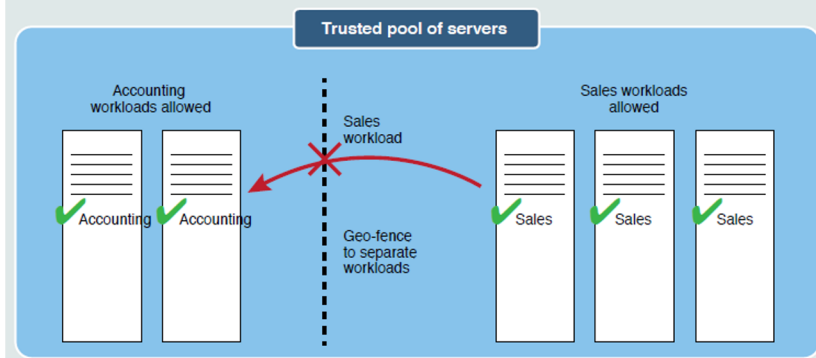 Trusted pool of servers
Accounting
workloads allowed
Sales
workload
Sales workloads
allowed
Accounting
Accounting
Geo-fence
to separate
workloads
Sales
Sales
Sales